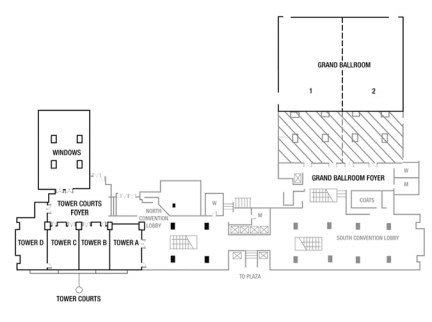 GRAND BALLROOM
1
2
WINDOWS
GRAND BALLROOM FOYER
W
M
TOWER COURTS
FOYER
COATS
W
NORTH
CONVENTION
LOBBY
M
TOWER D
TOWER C
TOWER B
TOWER A
SOUTH CONVENTION LOBBY
TO PLAZA
TOWER COURTS